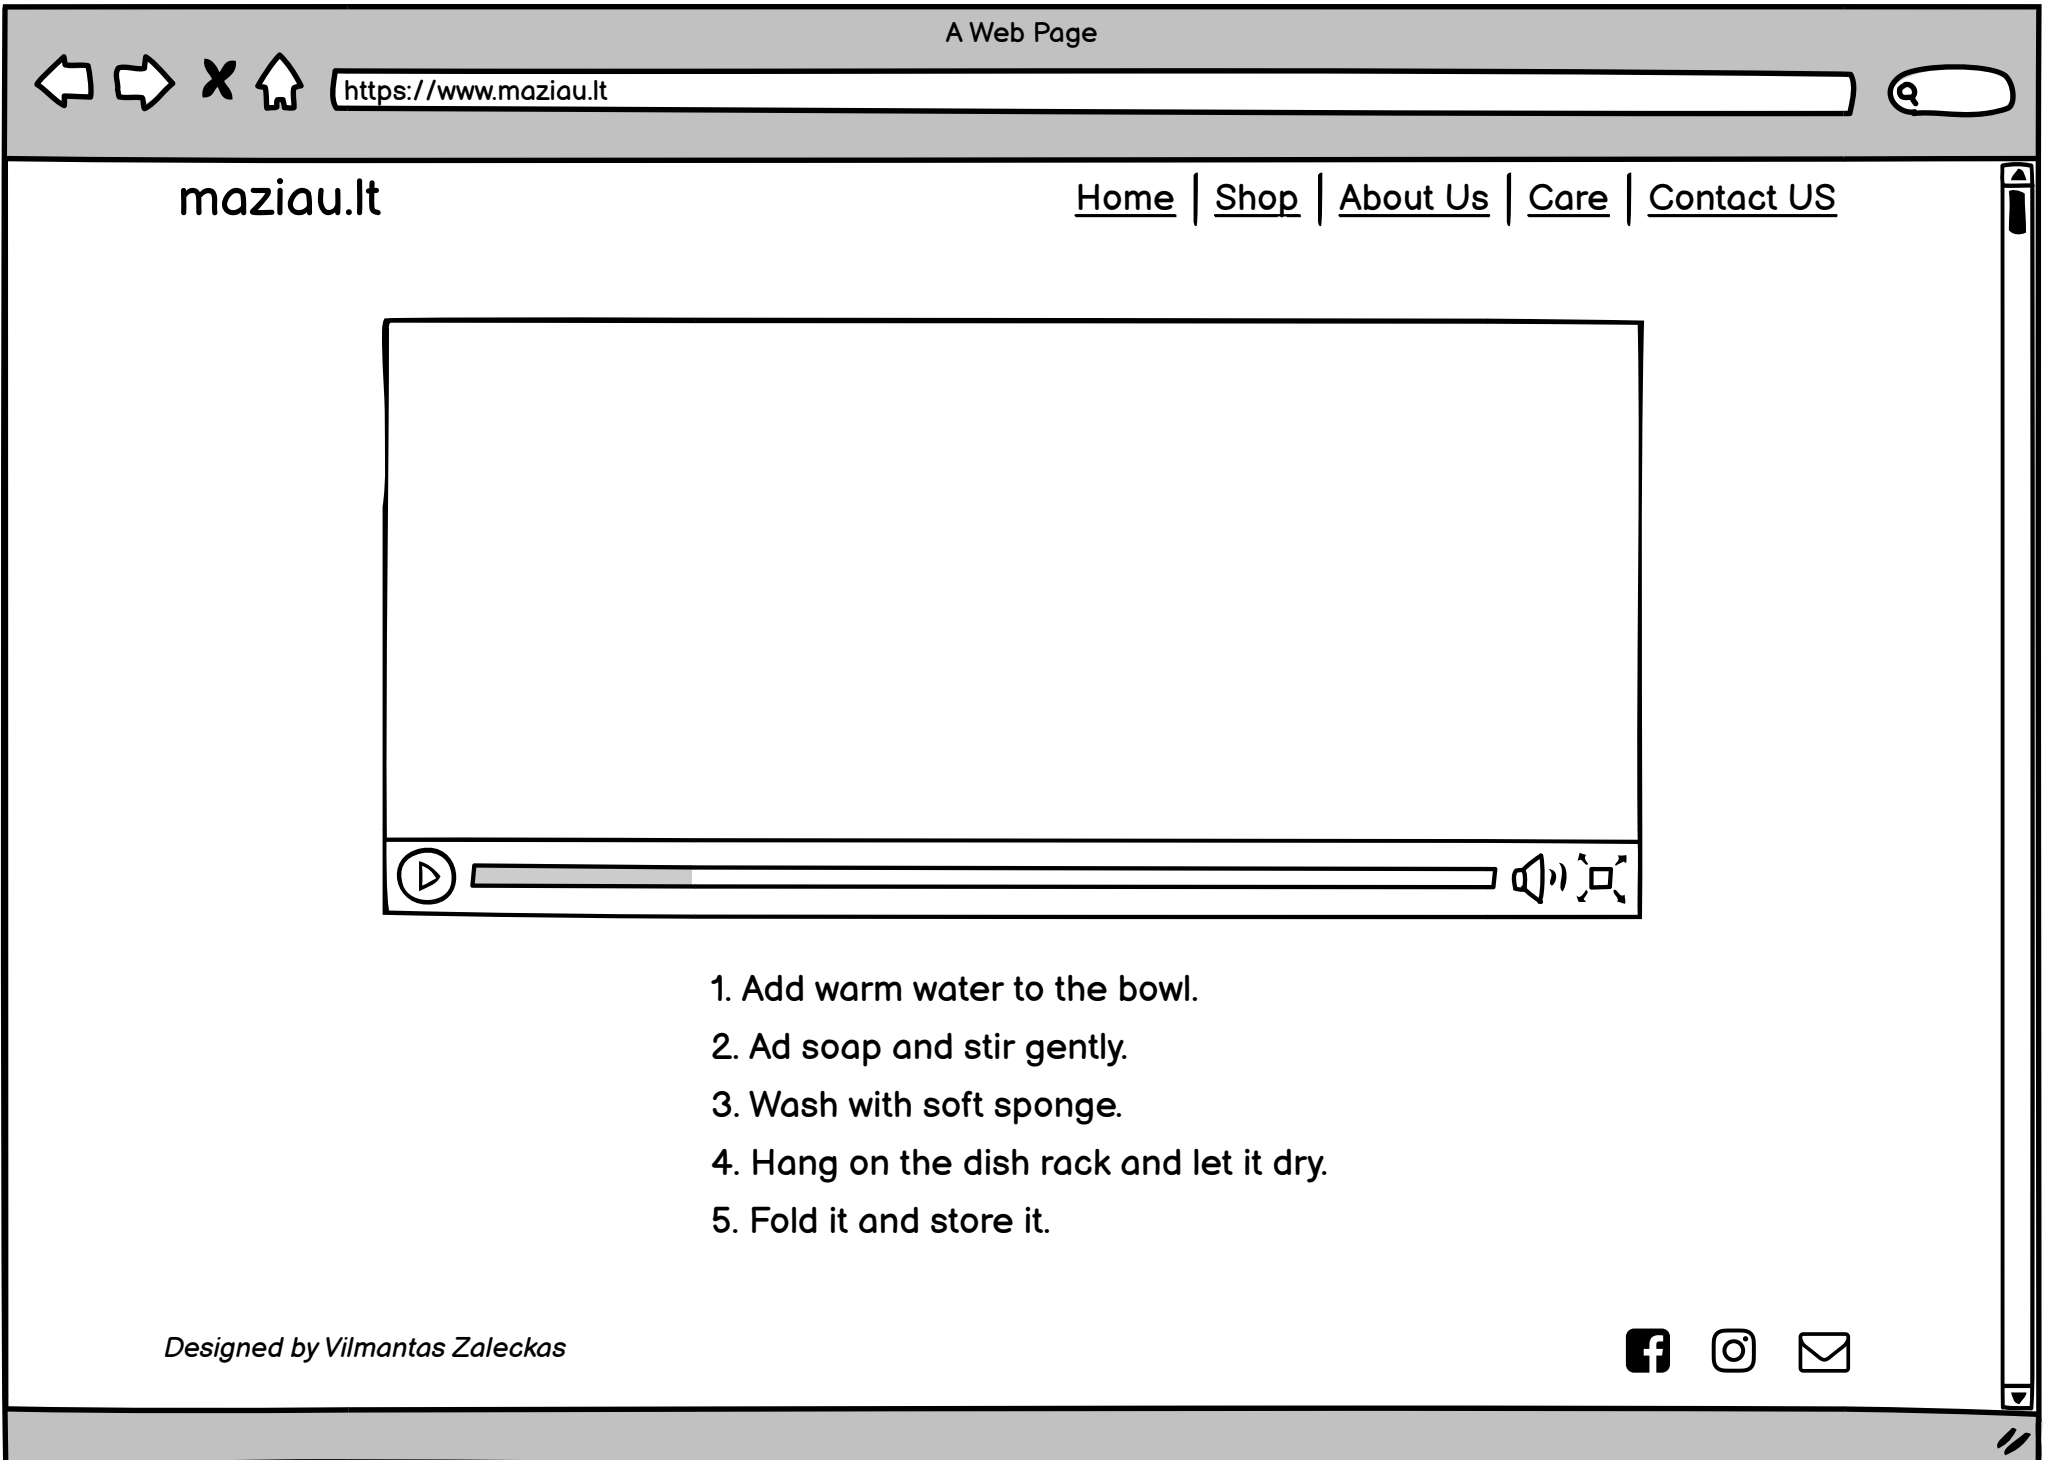 A Web Page
https://www.maziau.lt
maziau.lt
Home | Shop | About Us | Care | Contact US
1. Add warm water to the bowl.
2. Ad soap and stir gently.
3. Wash with soft sponge.
4. Hang on the dish rack and let it dry.
5. Fold it and store it.
Designed by Vilmantas Zaleckas